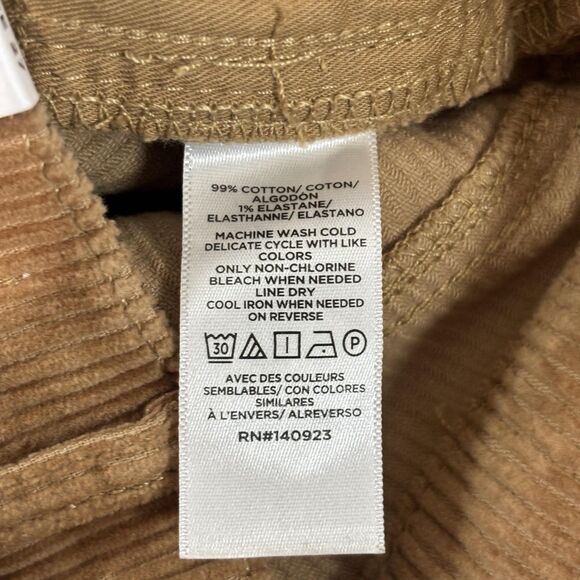 99% COTTON/ COTON/
ALGODÓN
1% ELASTANE/
ELASTHANNE/ ELASTANO
MACHINE WASH COLD
DELICATE CYCLE WITH LIKE
COLORS
ONLY NON-CHLORINE
BLEACH WHEN NEEDED
LINE DRY
COOL IRON WHEN NEEDED
ON REVERSE
30 P
AVEC DES COULEURS
SEMBLABLES/ CON COLORES
SIMILARES
À L'ENVERS/ ALREVERSO
RN#140923